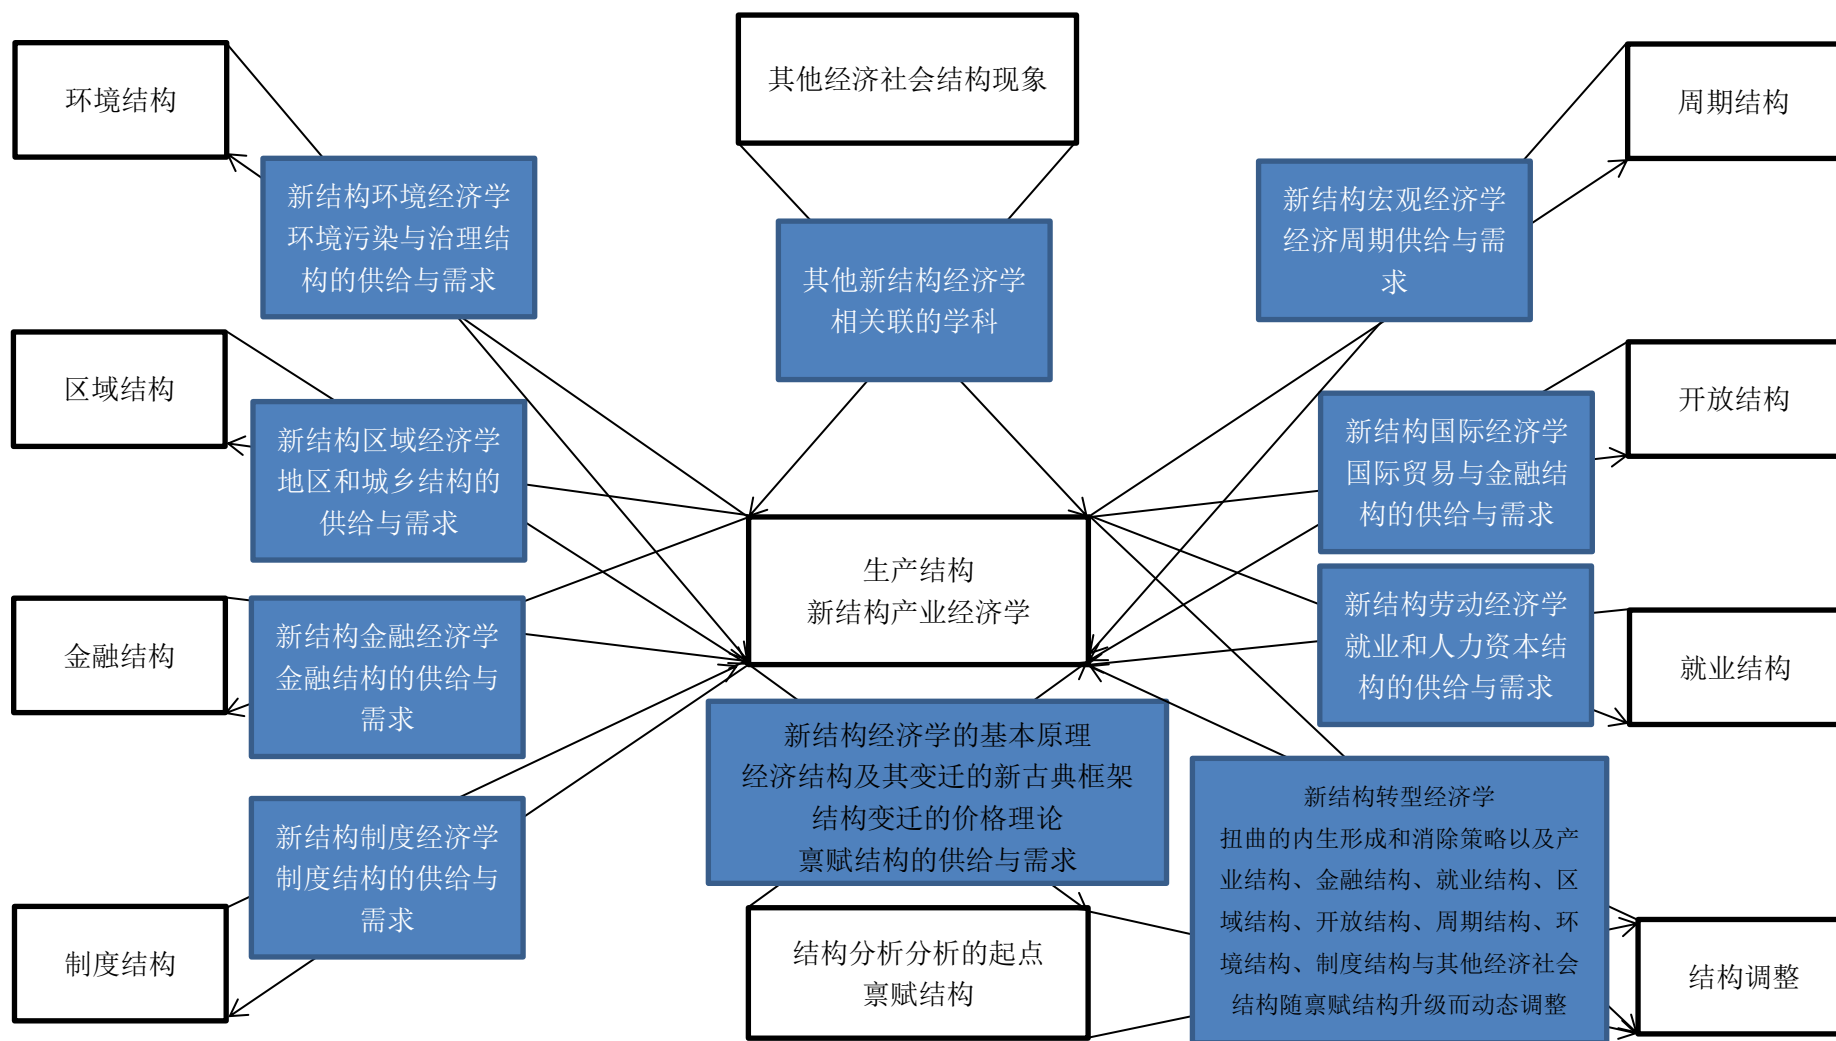 其他经济社会结构现象
环境结构
周期结构
新结构环境经济学
环境污染与治理结
构的供给与需求
新结构宏观经济学
经济周期供给与需
求
其他新结构经济学
相关联的学科
区域结构
开放结构
新结构区域经济学
地区和城乡结构的
供给与需求
新结构国际经济学
国际贸易与金融结
构的供给与需求
生产结构
新结构产业经济学
金融结构
新结构金融经济学
金融结构的供给与
需求
新结构劳动经济学
就业和人力资本结
构的供给与需求
就业结构
新结构经济学的基本原理
经济结构及其变迁的新古典框架
结构变迁的价格理论
禀赋结构的供给与需求
新结构制度经济学
制度结构的供给与
需求
新结构转型经济学
扭曲的内生形成和消除策略以及产
业结构、金融结构、就业结构、区
域结构、开放结构、周期结构、环
境结构、制度结构与其他经济社会
结构随禀赋结构升级而动态调整
制度结构
结构分析分析的起点
禀赋结构
结构调整